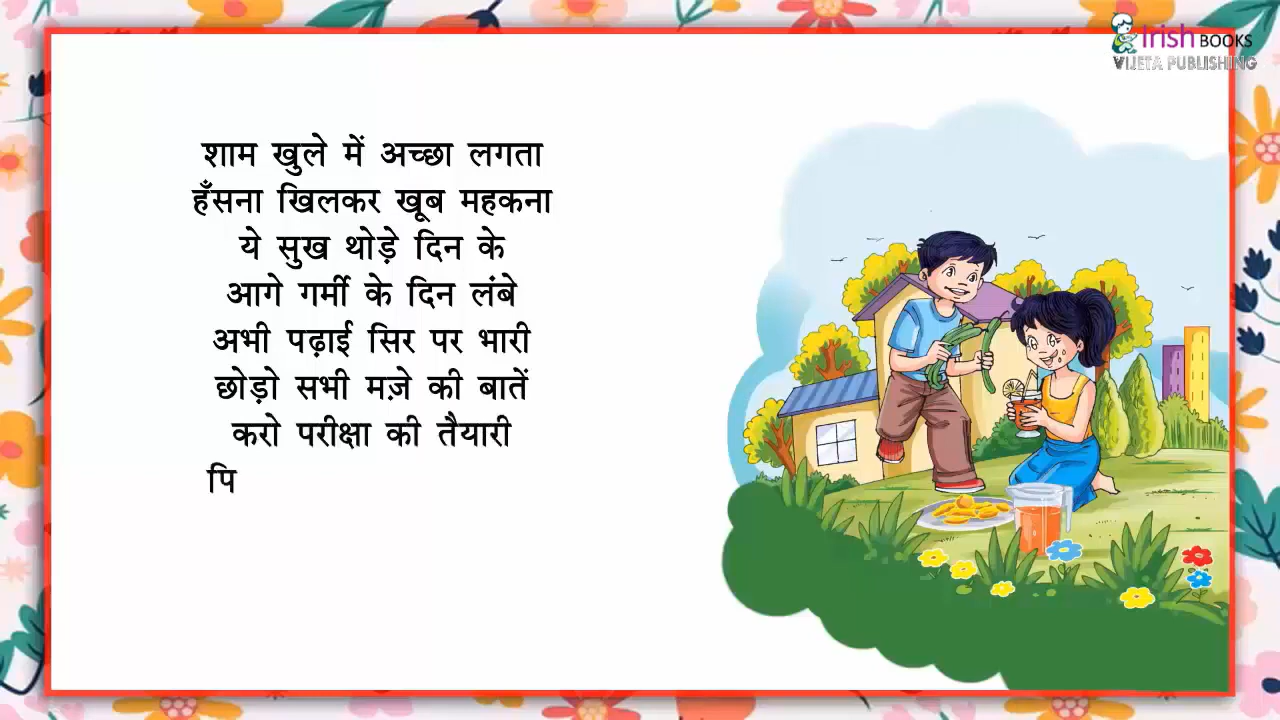 Irish BOOKS
VIJETA PUBLISHING
शाम खुले में अच्छा लगता
हँसना खिलकर खूब महकना
ये सुख थोड़े दिन के
आगे गर्मी के दिन लंबे
अभी पढ़ाई सिर पर भारी
छोड़ो सभी मज़े की बातें
करो परीक्षा की तैयारी
पि